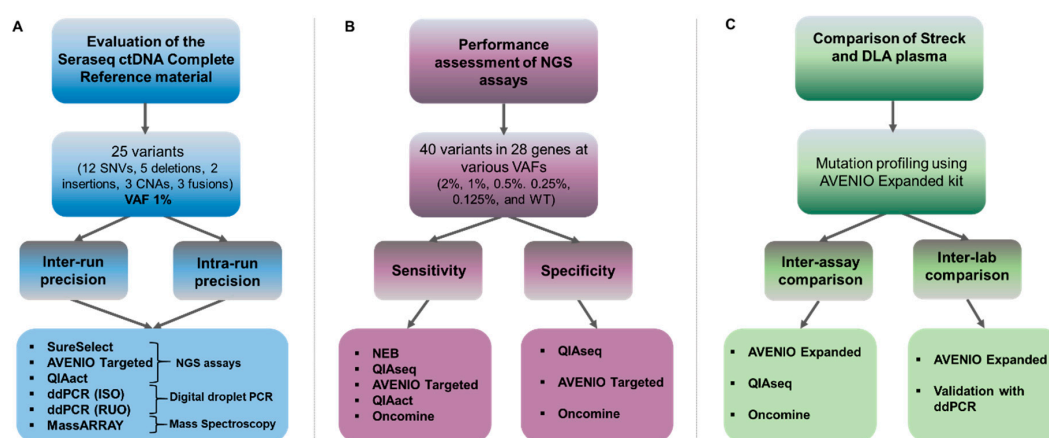 A
Evaluation of the
Seraseq ctDNA Complete
Reference material
25 variants
(12 SNVs, 5 deletions, 2
insertions, 3 CNAs, 3 fusions)
VAF 1%
Inter-run
precision
Intra-run
precision
SureSelect
AVENIO Targeted
QIAact
ddPCR (ISO)
ddPCR (RUO)
MassARRAY
NGS assays
Digital droplet PCR
Mass Spectroscopy
B
Performance
assessment of NGS
assays
40 variants in 28 genes at
various VAFs
(2%, 1%, 0.5%. 0.25%,
0.125%, and WT)
Sensitivity
Specificity
NEB
QIAseq
AVENIO Targeted
QIAact
Oncomine
QIAseq
AVENIO Targeted
Oncomine
C
Comparison of Streck
and DLA plasma
Mutation profiling using
AVENIO Expanded kit
Inter-assay
comparison
Inter-lab
comparison
AVENIO Expanded
QIAseq
Oncomine
AVENIO Expanded
Validation with
ddPCR